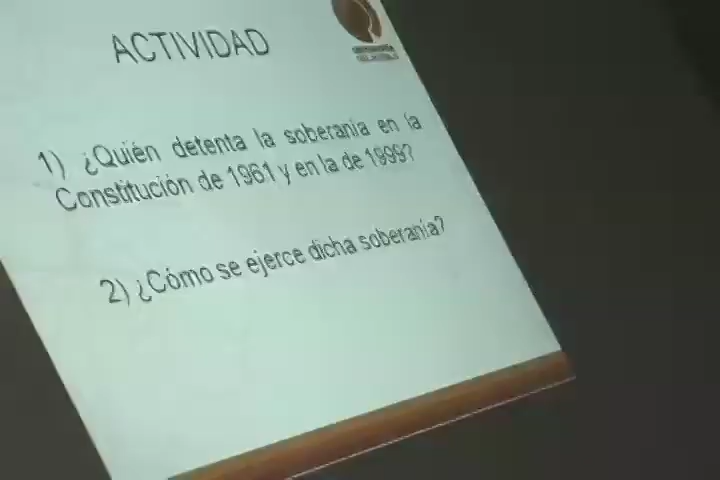 ACTIVIDAD
1) ¿Quién detenta la soberanía en la
Constitución de 1961 y en la de 1999?
2) ¿Cómo se ejerce dicha soberanía?